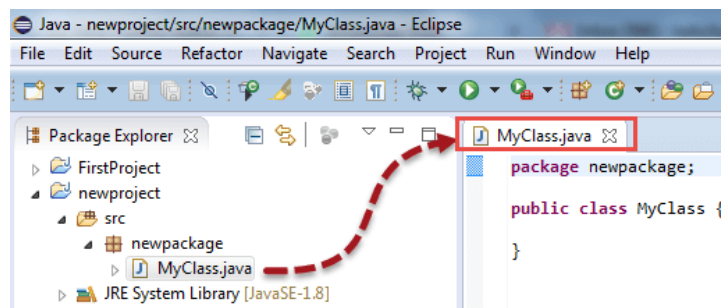 Java - newproject/src/newpackage/MyClass.java - Eclipse
File Edit Source Refactor Navigate Search Project Run Window Help
Package Explorer
MyClass.java
FirstProject
newproject
src
newpackage
MyClass.java
JRE System Library [JavaSE-1.8]
package newpackage;
public class MyClass {
}